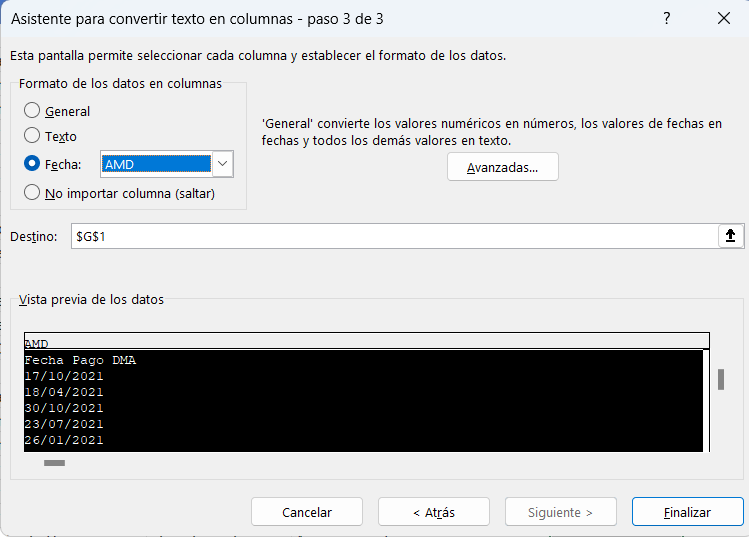 Asistente para convertir texto en columnas - paso 3 de 3
?
Esta pantalla permite seleccionar cada columna y establecer el formato de los datos.
Formato de los datos en columnas
General
Texto
Fecha: AMD
No importar columna (saltar)
'General' convierte los valores numéricos en números, los valores de fechas en
fechas y todos los demás valores en texto.
Avanzadas...
Destino: $G$1
Vista previa de los datos
AMD
Fecha Pago DMA
17/10/2021
18/04/2021
30/10/2021
23/07/2021
26/01/2021
Cancelar
< Atrás
Siguiente >
Finalizar